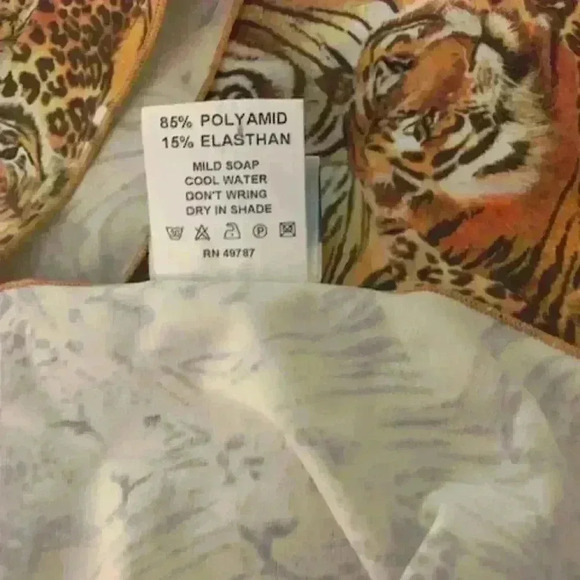 85% POLYAMID
15% ELASTHAN
MILD SOAP
COOL WATER
DON'T WRING
DRY IN SHADE
RN 49787